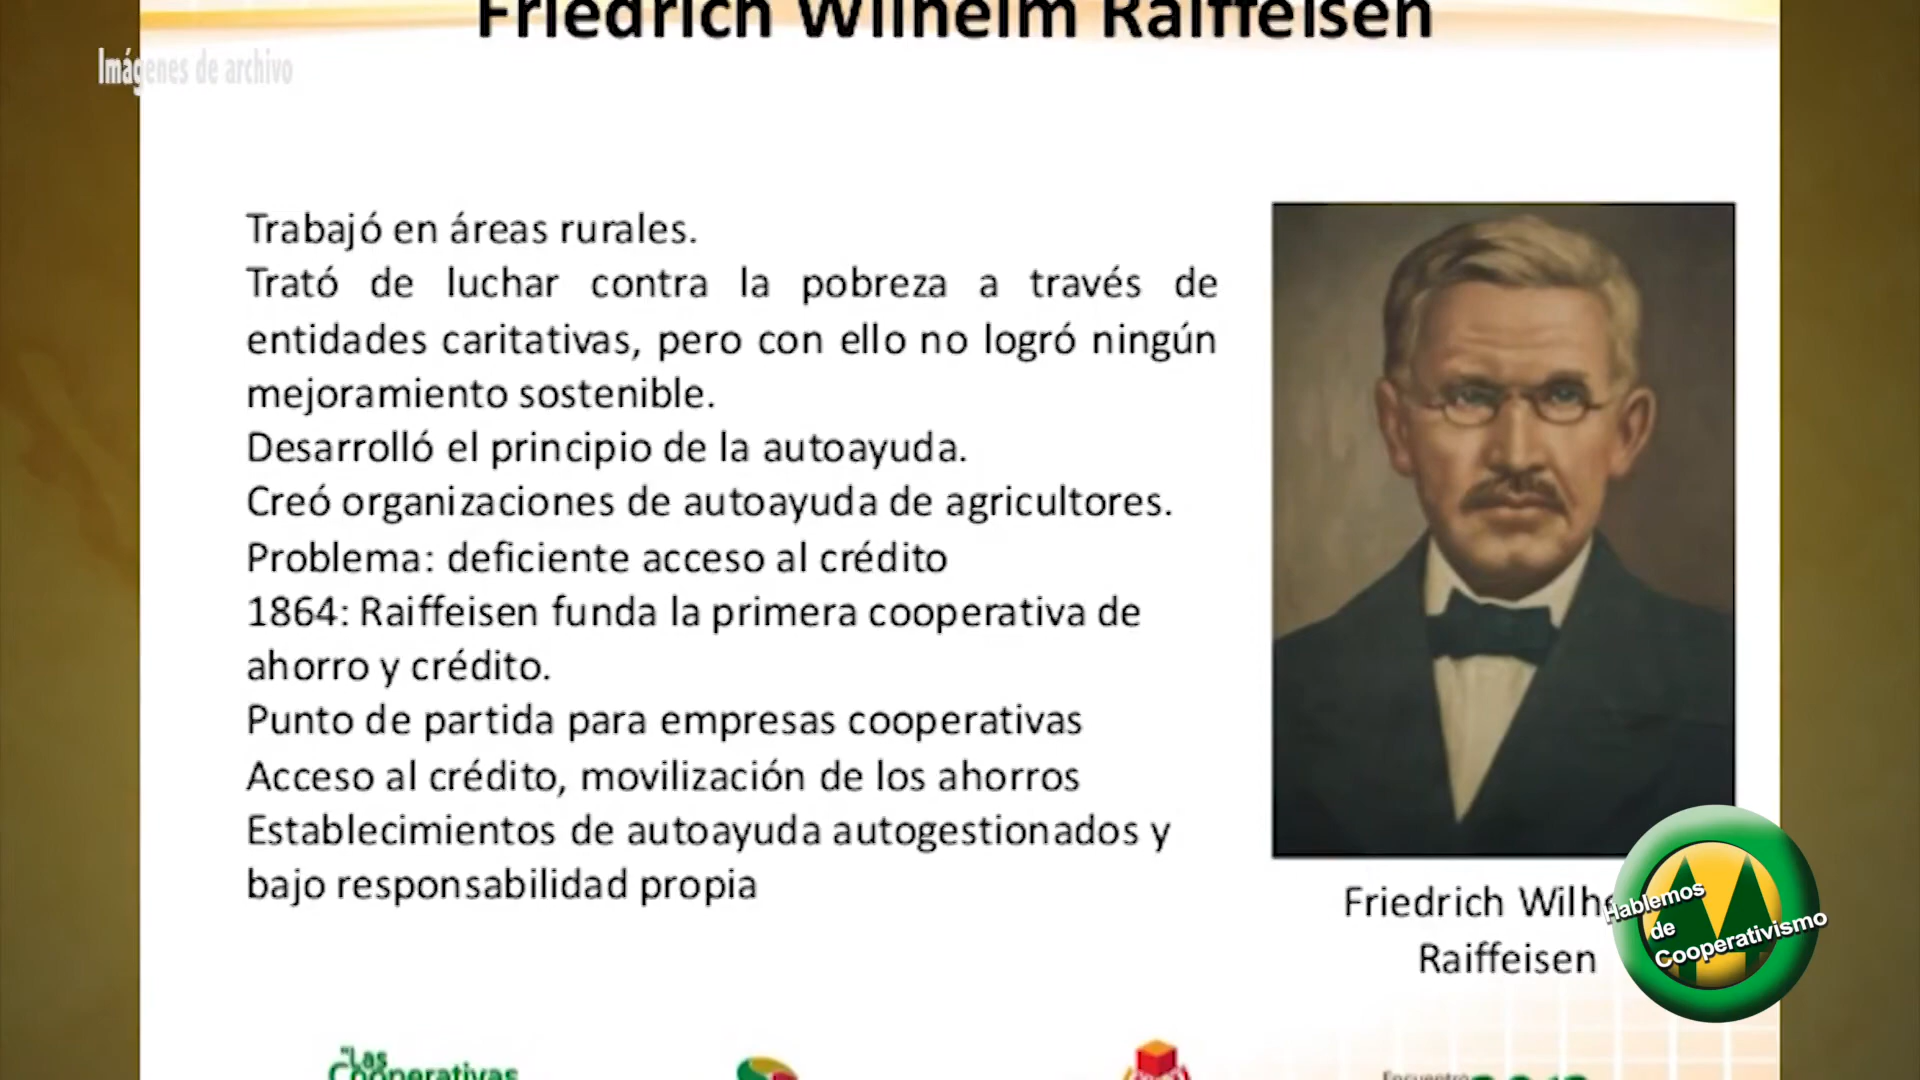 Friedrich Wilhelm Raiffeisen
Imágenes de archivo
Trabajó en áreas rurales.
Trató de luchar contra la pobreza a través de
entidades caritativas, pero con ello no logró ningún
mejoramiento sostenible.
Desarrolló el principio de la autoayuda.
Creó organizaciones de autoayuda de agricultores.
Problema: deficiente acceso al crédito
1864: Raiffeisen funda la primera cooperativa de
ahorro y crédito.
Punto de partida para empresas cooperativas
Acceso al crédito, movilización de los ahorros
Establecimientos de autoayuda autogestionados y
bajo responsabilidad propia
Friedrich
Raiffeisen
Hablemos
de
Cooperativismo
"Las
Cooperativas